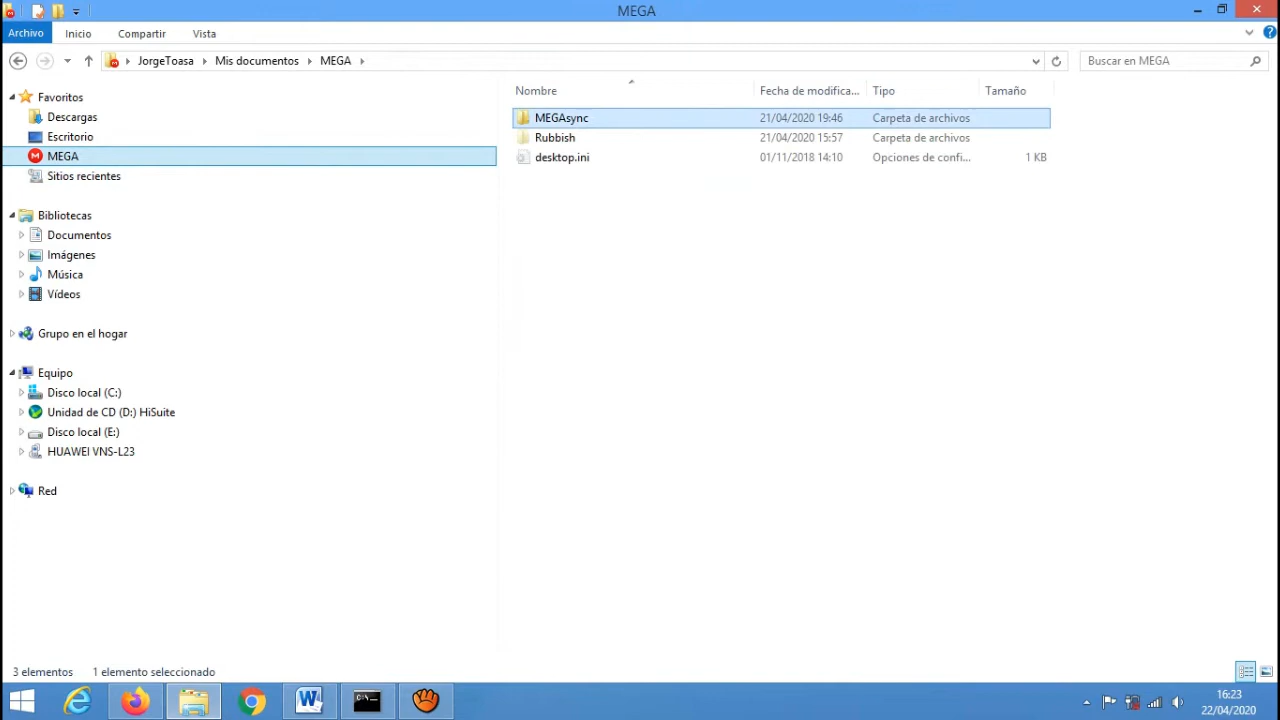 MEGA
Archivo Inicio Compartir Vista
JorgeToasa Mis documentos MEGA
Buscar en MEGA
Favoritos
Descargas
Escritorio
MEGA
Sitios recientes
Bibliotecas
Documentos
Imágenes
Música
Vídeos
Grupo en el hogar
Equipo
Disco local (C:)
Unidad de CD (D:) HiSuite
Disco local (E:)
HUAWEI VNS-L23
Red
Nombre Fecha de modifica... Tipo Tamaño
MEGAsync 21/04/2020 19:46 Carpeta de archivos
Rubbish 21/04/2020 15:57 Carpeta de archivos
desktop.ini 01/11/2018 14:10 Opciones de confi... 1 KB
3 elementos 1 elemento seleccionado
16:23
22/04/2020